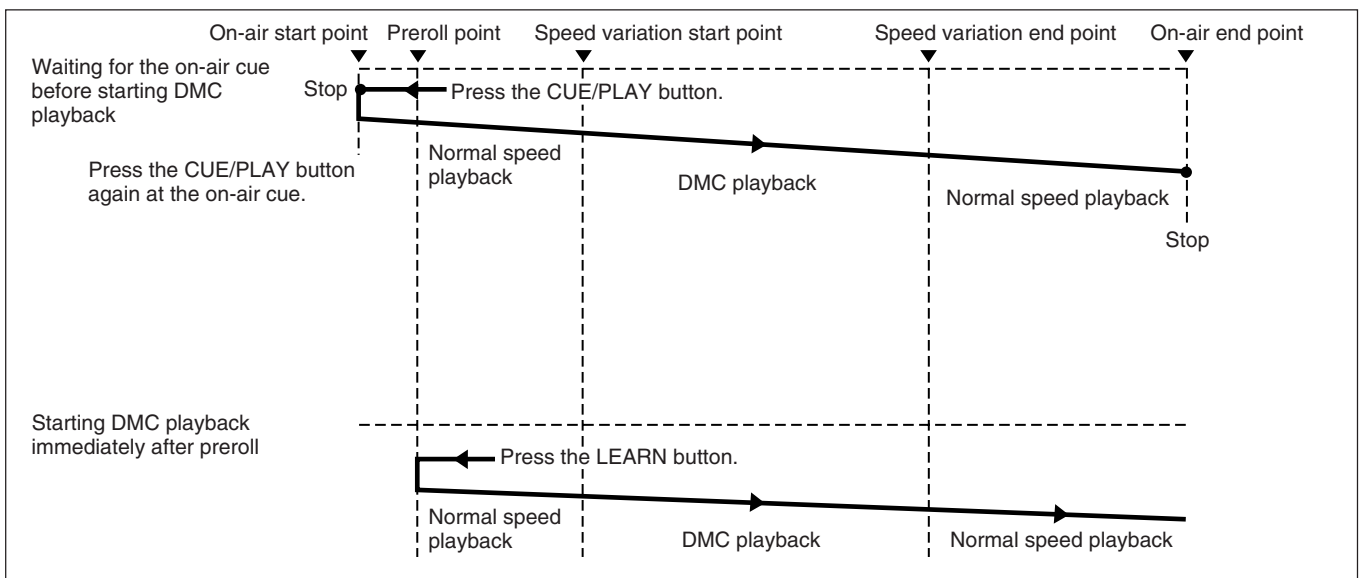 On-air start point Preroll point Speed variation start point Speed variation end point On-air end point
Waiting for the on-air cue
before starting DMC
playback
Stop
Press the CUE/PLAY button.
Press the CUE/PLAY button
again at the on-air cue.
Normal speed
playback
DMC playback
Normal speed playback
Stop
Starting DMC playback
immediately after preroll
Press the LEARN button.
Normal speed
playback
DMC playback
Normal speed playback